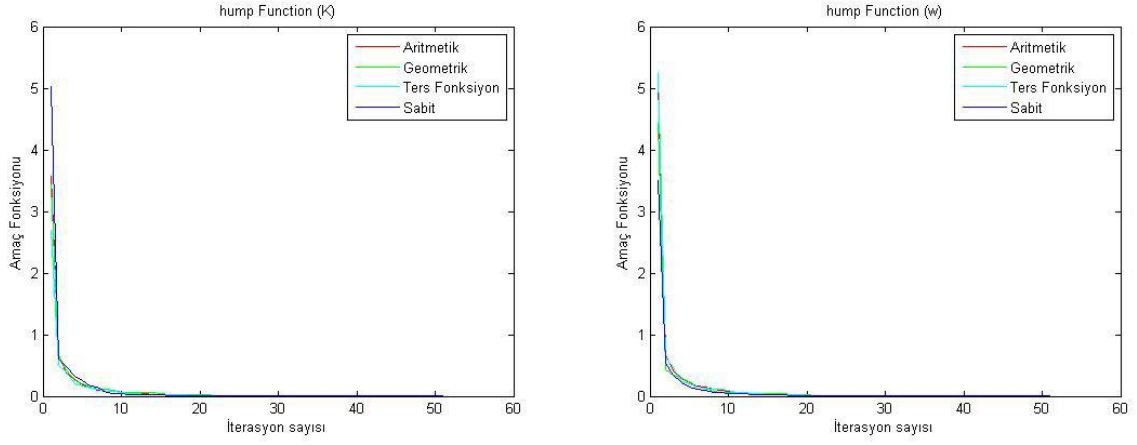 hump Function (K)
6
5
4
3
2
1
0
Amaç Fonksiyonu
Aritmetik
Geometrik
Ters Fonksiyon
Sabit
0 10 20 30 40 50 60
İterasyon sayısı
hump Function (w)
6
5
4
3
2
1
0
Amaç Fonksiyonu
Aritmetik
Geometrik
Ters Fonksiyon
Sabit
0 10 20 30 40 50 60
İterasyon sayısı